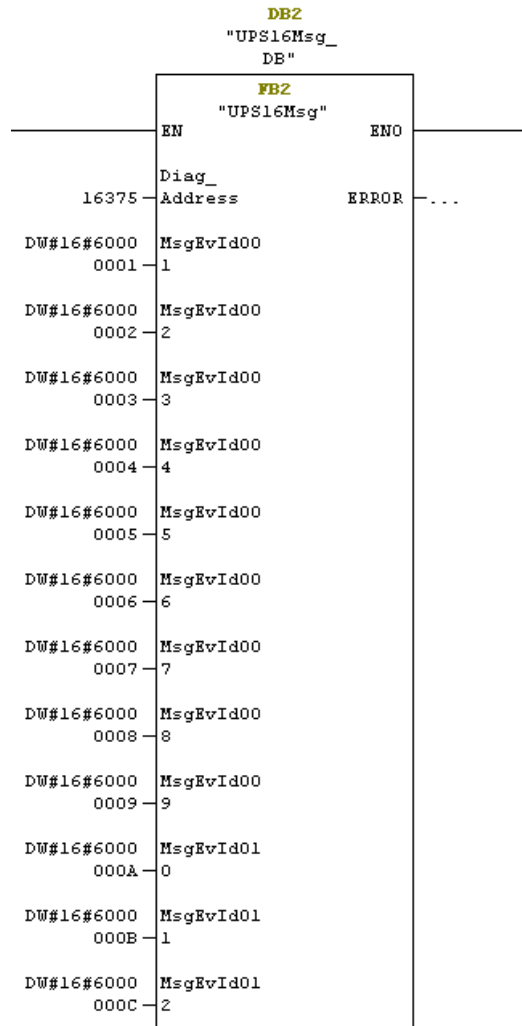 DB2
"UPS16Msg_
DB"
FB2
"UPS16Msg"
EN ENO
Diag_
16375 Address ERROR ...
DW#16#6000 MsgEvId00
0001 1
DW#16#6000 MsgEvId00
0002 2
DW#16#6000 MsgEvId00
0003 3
DW#16#6000 MsgEvId00
0004 4
DW#16#6000 MsgEvId00
0005 5
DW#16#6000 MsgEvId00
0006 6
DW#16#6000 MsgEvId00
0007 7
DW#16#6000 MsgEvId00
0008 8
DW#16#6000 MsgEvId00
0009 9
DW#16#6000 MsgEvId01
000A 0
DW#16#6000 MsgEvId01
000B 1
DW#16#6000 MsgEvId01
000C 2